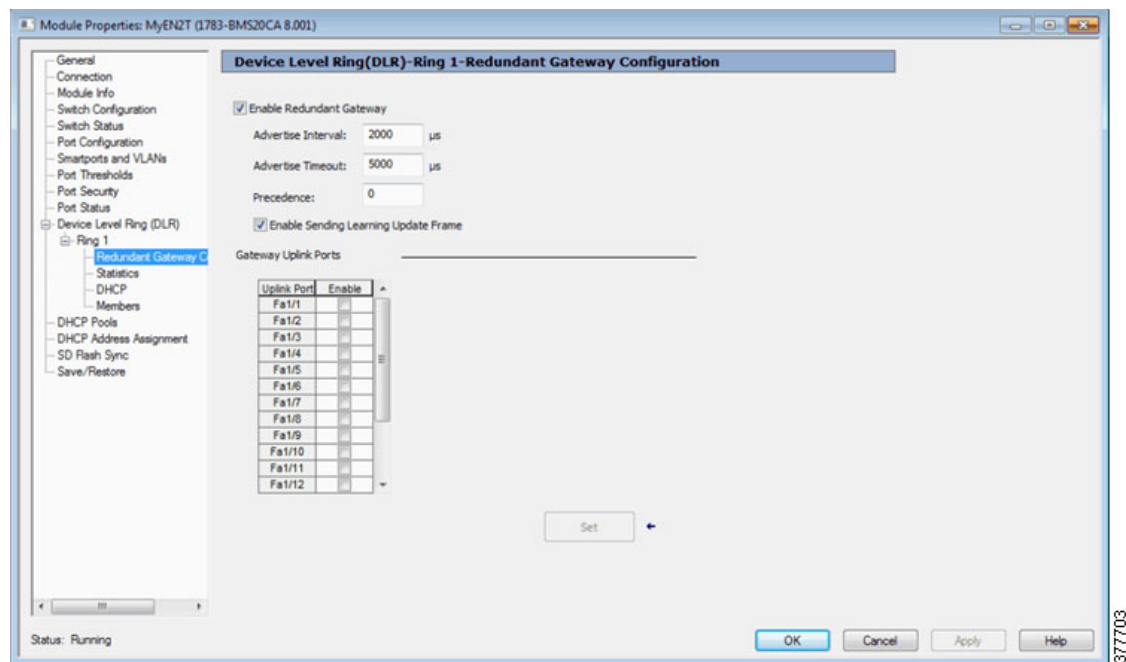 Module Properties: MyEN2T (1783-BMS20CA 8.001)
General
Connection
Module Info
Switch Configuration
Switch Status
Port Configuration
Smartports and VLANs
Port Thresholds
Port Security
Port Status
Device Level Ring (DLR)
Ring 1
Redundant Gateway C
Statistics
DHCP
Members
DHCP Pools
DHCP Address Assignment
SD Flash Sync
Save/Restore
Device Level Ring(DLR)-Ring 1-Redundant Gateway Configuration
Enable Redundant Gateway
Advertise Interval: 2000 µs
Advertise Timeout: 5000 µs
Precedence: 0
Enable Sending Learning Update Frame
Gateway Uplink Ports
Uplink Port Enable
Fa1/1
Fa1/2
Fa1/3
Fa1/4
Fa1/5
Fa1/6
Fa1/7
Fa1/8
Fa1/9
Fa1/10
Fa1/11
Fa1/12
Set
Status: Running
OK Cancel Apply Help
377703